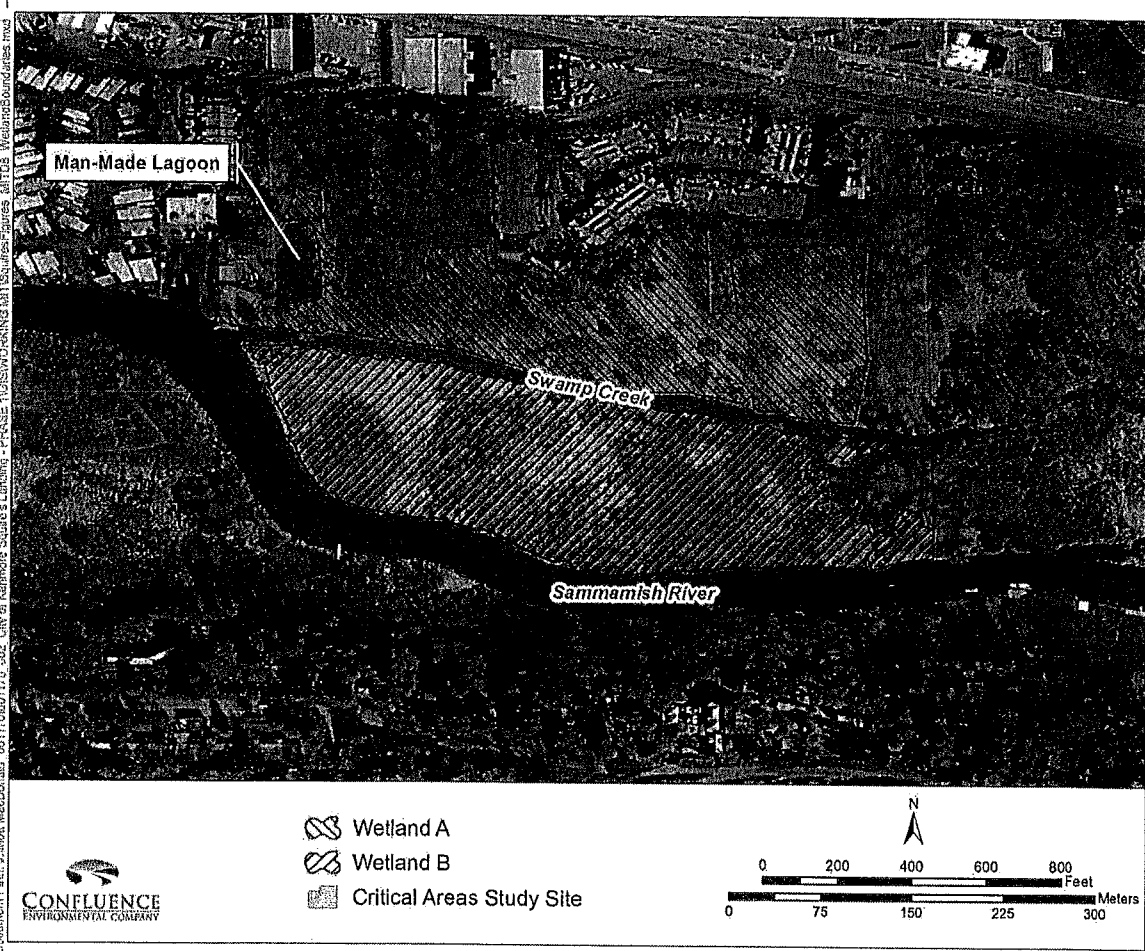 Man-Made Lagoon
Swamp Creek
Sammamish River
Wetland A
Wetland B
Critical Areas Study Site
CONFLUENCE
ENVIRONMENTAL COMPANY
N
0 200 400 600 800
Feet
Meters
0 75 150 225 300